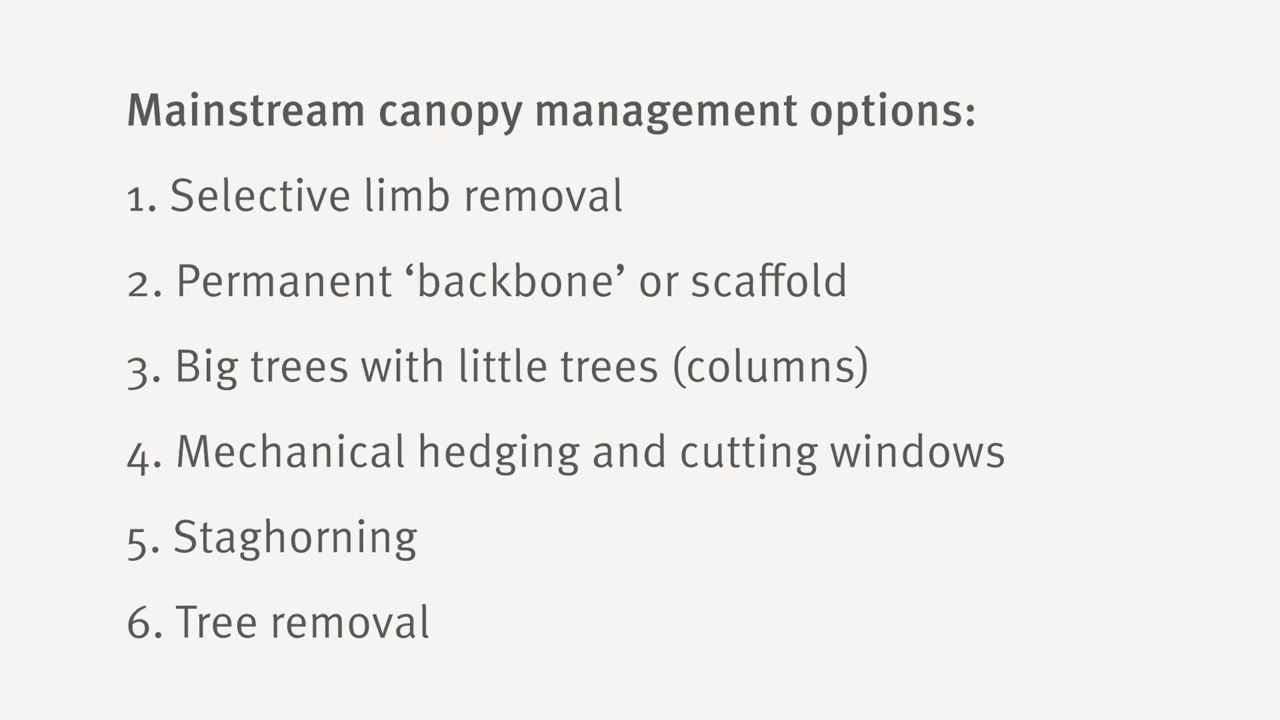 Mainstream canopy management options:
1. Selective limb removal
2. Permanent ‘backbone’ or scaffold
3. Big trees with little trees (columns)
4. Mechanical hedging and cutting windows
5. Staghorning
6. Tree removal